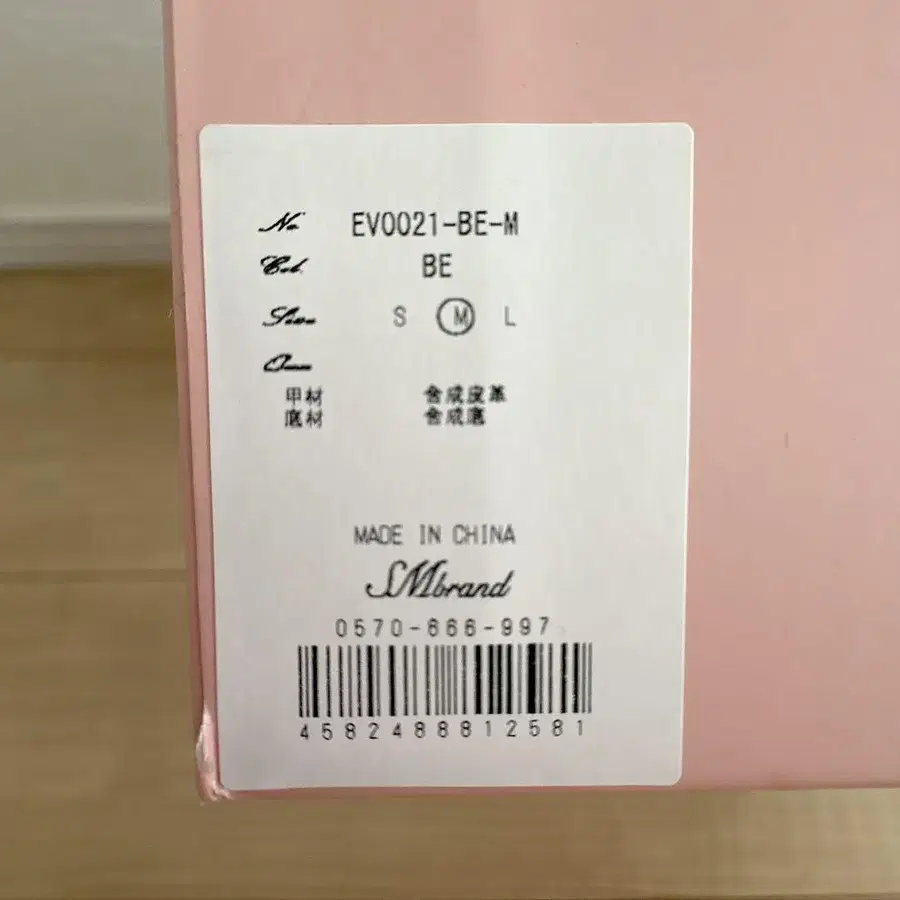 No. EV0021-BE-M
Col. BE
Size S M L
甲材 合成皮革
底材 合成底
MADE IN CHINA
SMbrand
0570-666-997
4582488812581